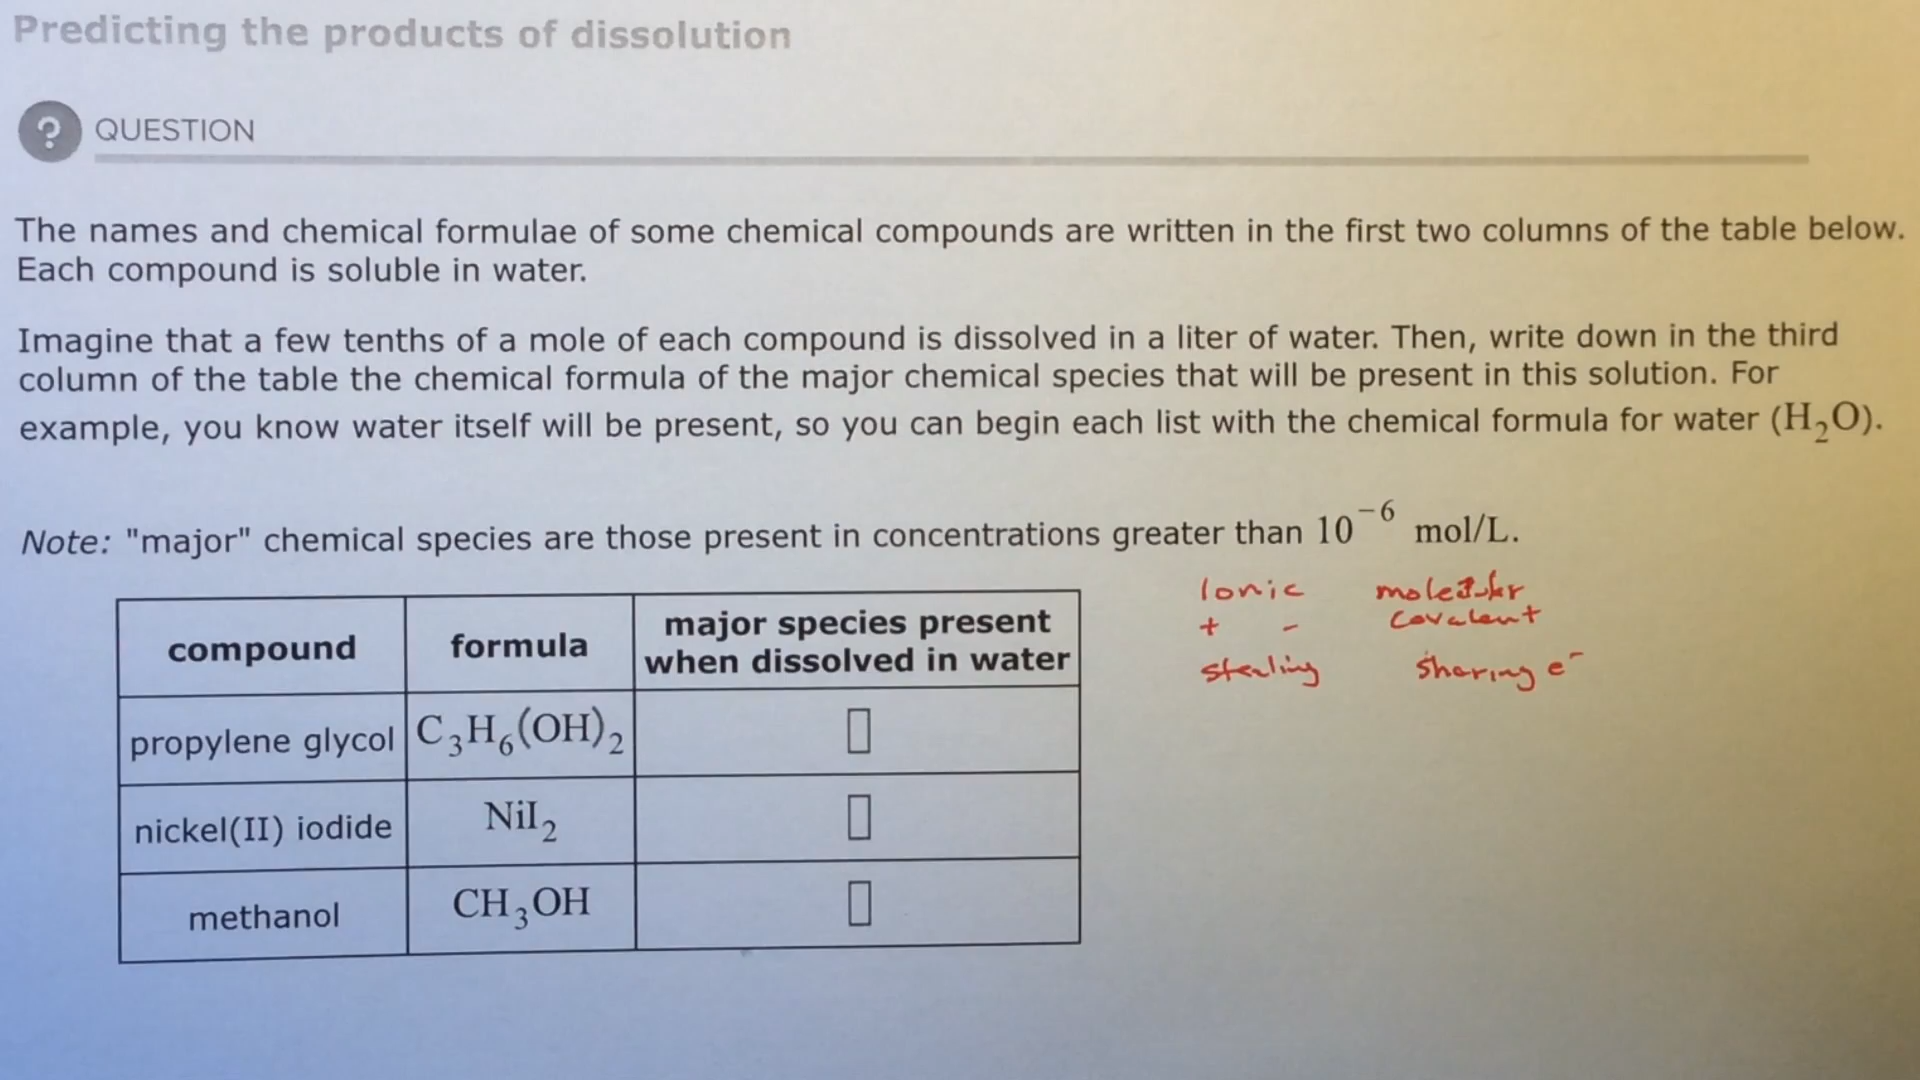 Predicting the products of dissolution
? QUESTION
The names and chemical formulae of some chemical compounds are written in the first two columns of the table below.
Each compound is soluble in water.
Imagine that a few tenths of a mole of each compound is dissolved in a liter of water. Then, write down in the third
column of the table the chemical formula of the major chemical species that will be present in this solution. For
example, you know water itself will be present, so you can begin each list with the chemical formula for water (H₂O).
Note: "major" chemical species are those present in concentrations greater than 10⁻⁶ mol/L.
Ionic molecular
+ - covalent
stealing sharing e⁻
compound formula major species present
when dissolved in water
propylene glycol C₃H₆(OH)₂
nickel(II) iodide NiI₂
methanol CH₃OH